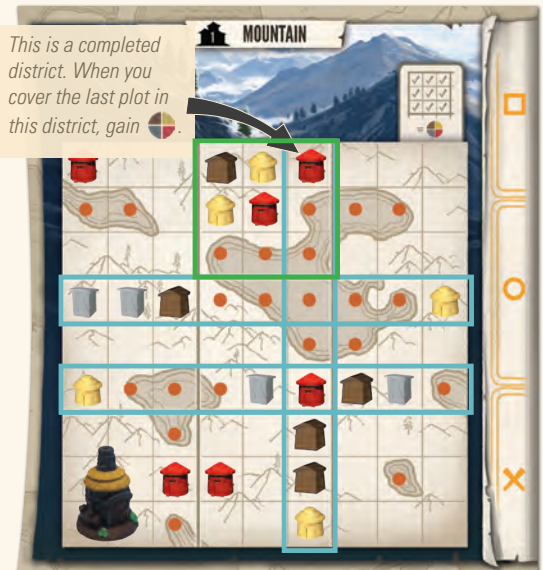 1 MOUNTAIN
This is a completed
district. When you
cover the last plot in
this district, gain .
=